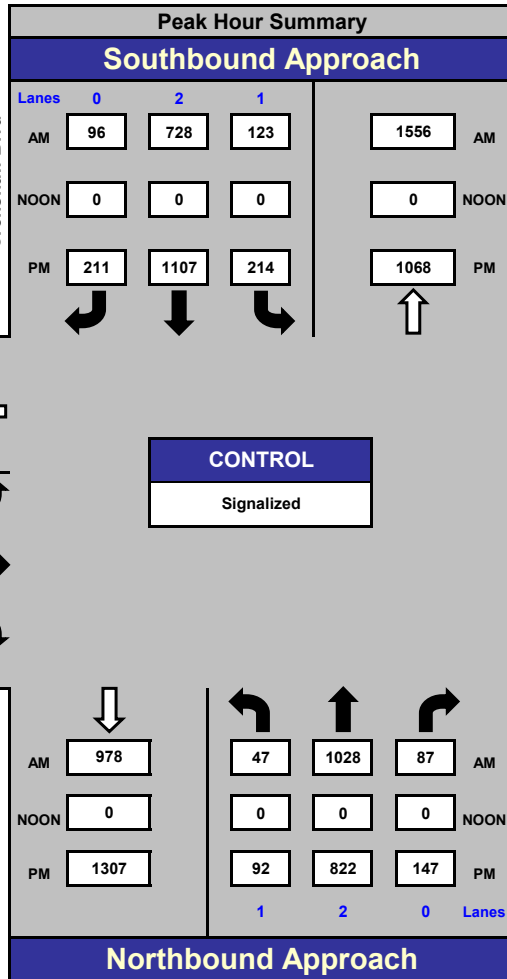 Peak Hour Summary
Southbound Approach
Lanes 0 2 1
AM 96 728 123 1556 AM
NOON 0 0 0 0 NOON
PM 211 1107 214 1068 PM
CONTROL
Signalized
AM 978 47 1028 87 AM
NOON 0 0 0 0 NOON
PM 1307 92 822 147 PM
1 2 0 Lanes
Northbound Approach